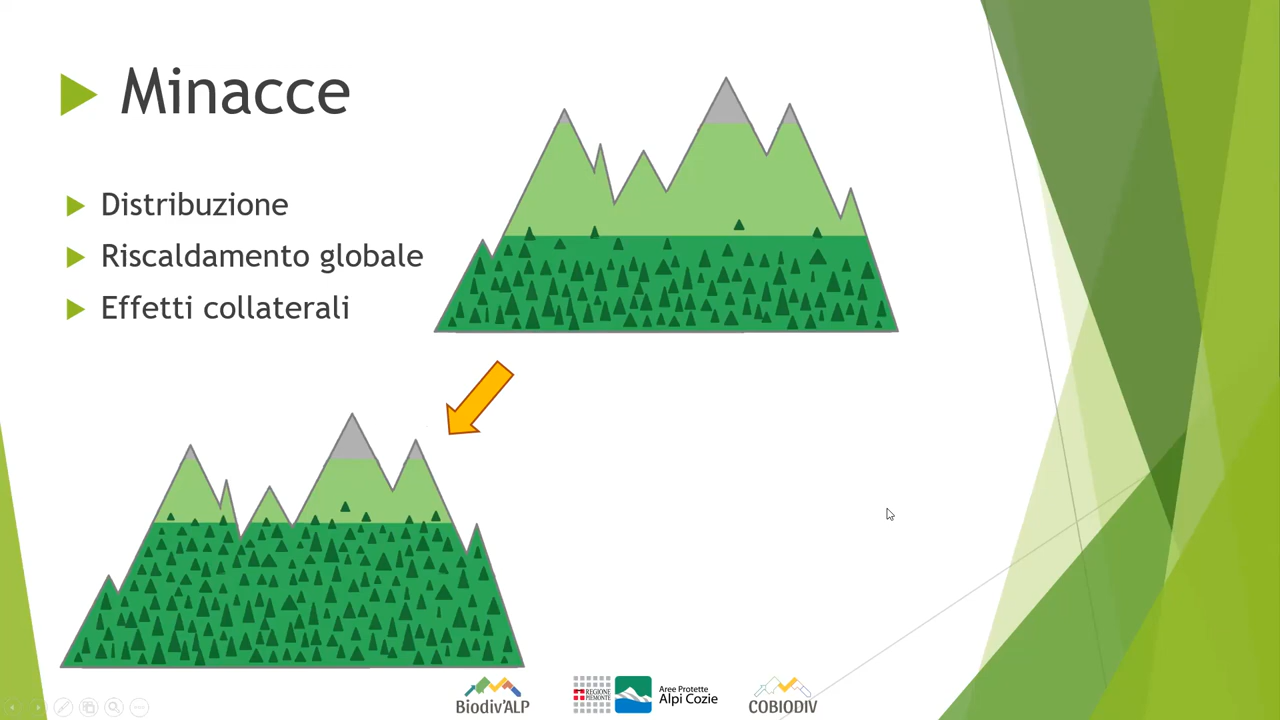 Minacce
Distribuzione
Riscaldamento globale
Effetti collaterali
Biodiv'ALP
REGIONE
PIEMONTE
Aree Protette
Alpi Cozie
COBIODIV